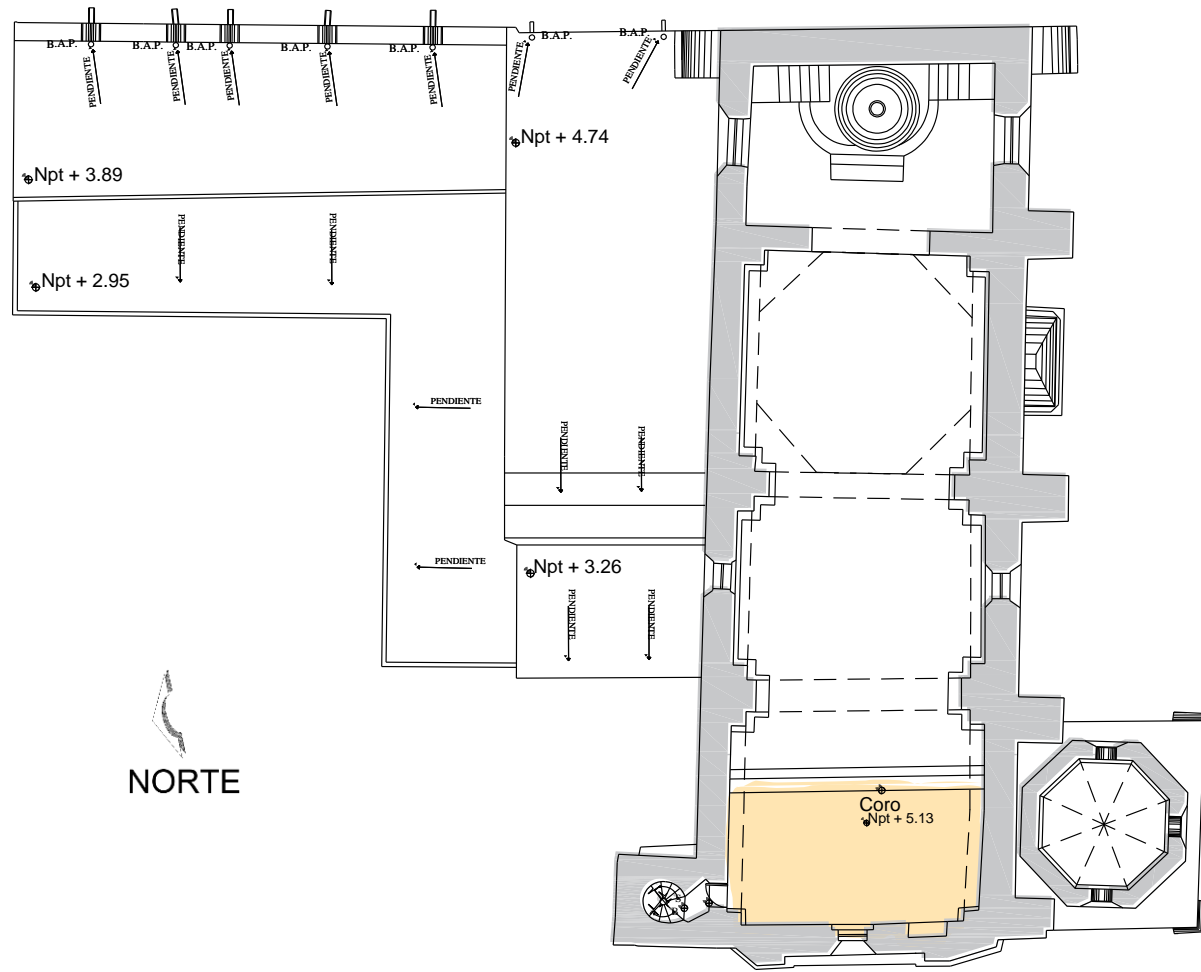 B.A.P.
B.A.P.
B.A.P.
B.A.P.
B.A.P.
B.A.P.
B.A.P.
PENDIENTE
PENDIENTE
PENDIENTE
PENDIENTE
PENDIENTE
PENDIENTE
PENDIENTE
Npt + 4.74
Npt + 3.89
PENDIENTE
PENDIENTE
Npt + 2.95
PENDIENTE
PENDIENTE
PENDIENTE
PENDIENTE
Npt + 3.26
PENDIENTE
PENDIENTE
NORTE
Coro
Npt + 5.13